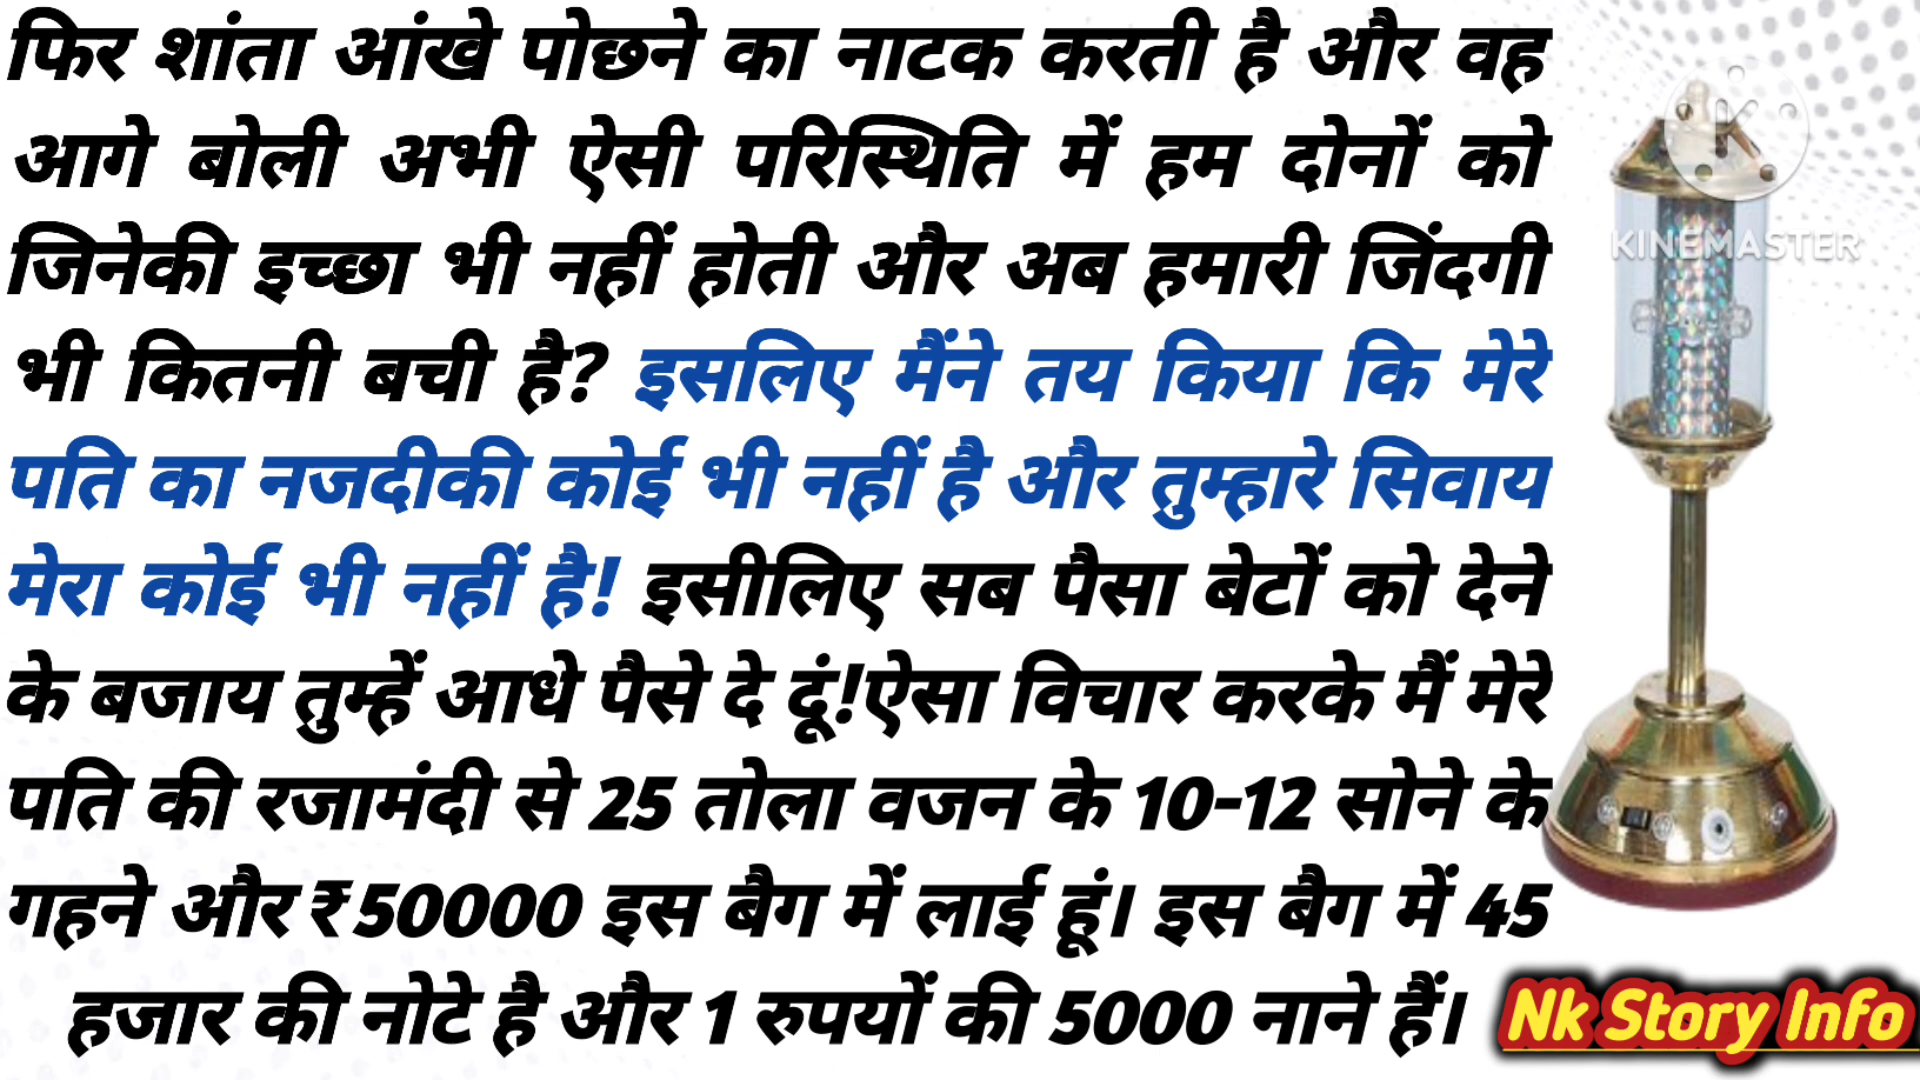 फिर शांता आंखे पोछने का नाटक करती है और वह
आगे बोली अभी ऐसी परिस्थिति में हम दोनों को
जिनेकी इच्छा भी नहीं होती और अब हमारी जिंदगी
भी कितनी बची है? इसलिए मैंने तय किया कि मेरे
पति का नजदीकी कोई भी नहीं है और तुम्हारे सिवाय
मेरा कोई भी नहीं है! इसीलिए सब पैसा बेटों को देने
के बजाय तुम्हें आधे पैसे दे दूं!ऐसा विचार करके मैं मेरे
पति की रजामंदी से 25 तोला वजन के 10-12 सोने के
गहने और ₹50000 इस बैग में लाई हूं। इस बैग में 45
हजार की नोटे है और 1 रुपयों की 5000 नाने हैं।
K
KINEMASTER
Nk Story Info